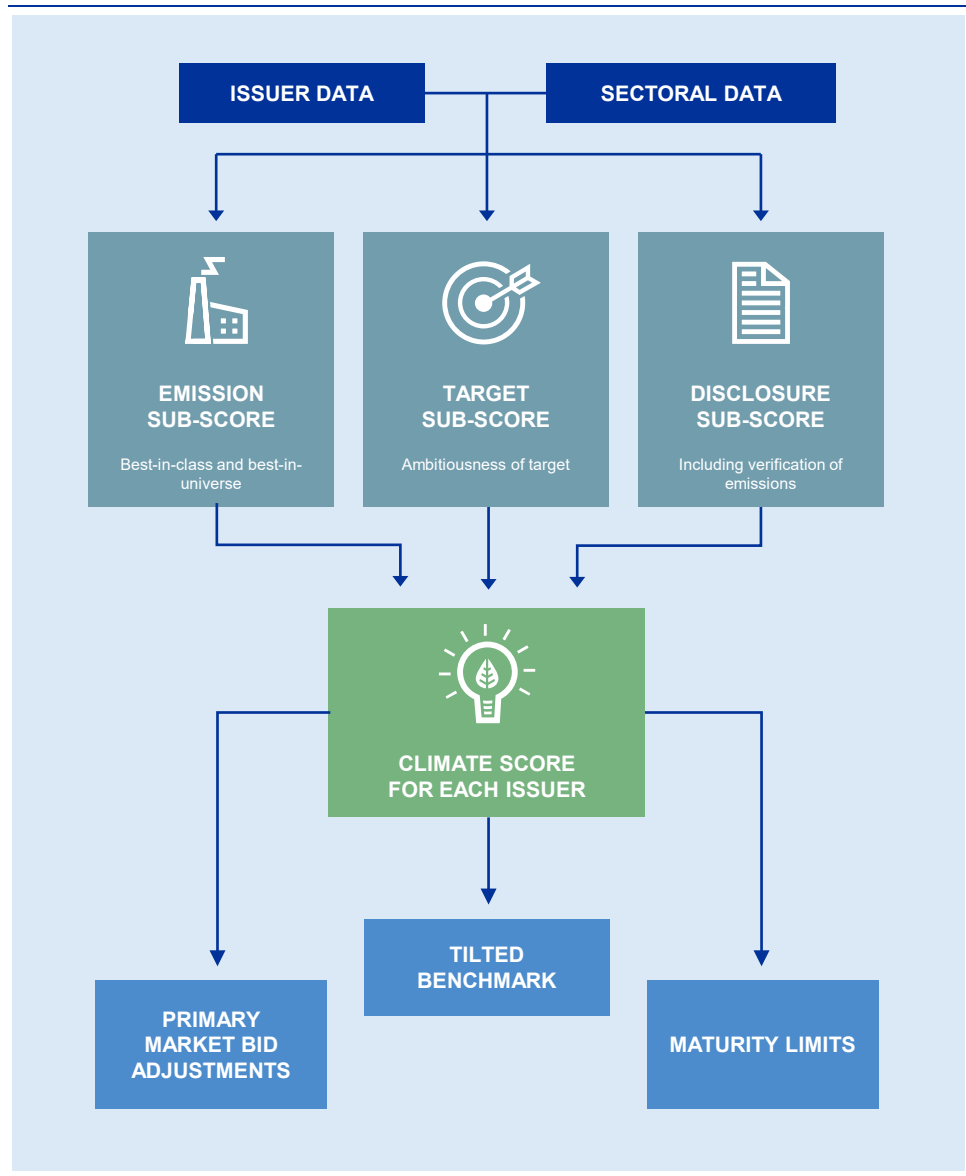 ISSUER DATA
SECTORAL DATA
EMISSION
SUB-SCORE
Best-in-class and best-in-
universe
TARGET
SUB-SCORE
Ambitiousness of target
DISCLOSURE
SUB-SCORE
Including verification of
emissions
CLIMATE SCORE
FOR EACH ISSUER
PRIMARY
MARKET BID
ADJUSTMENTS
TILTED
BENCHMARK
MATURITY LIMITS